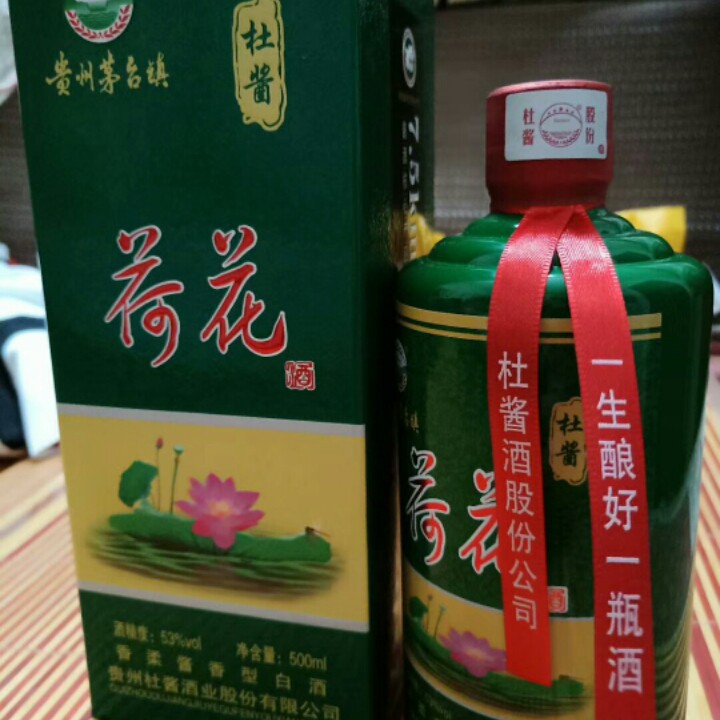 贵州茅台镇
杜酱
荷花
酒
酒精度：53%vol 净含量：500ml
香柔酱香型白酒
贵州杜酱酒业股份有限公司
杜酱
股份
杜酱酒股份公司
一生酿好一瓶酒
杜酱
台镇
荷花